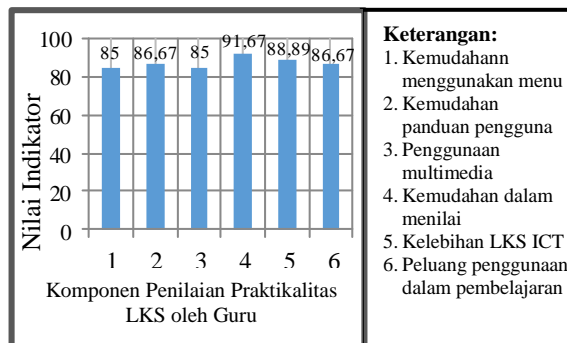 85 86,67 85 91,67 88,89 86,67
100
80
60
40
20
0
Nilai Indikator
1 2 3 4 5 6
Komponen Penilaian Praktikalitas
LKS oleh Guru
Keterangan:
1. Kemudahann
menggunakan menu
2. Kemudahan
panduan pengguna
3. Penggunaan
multimedia
4. Kemudahan dalam
menilai
5. Kelebihan LKS ICT
6. Peluang penggunaan
dalam pembelajaran